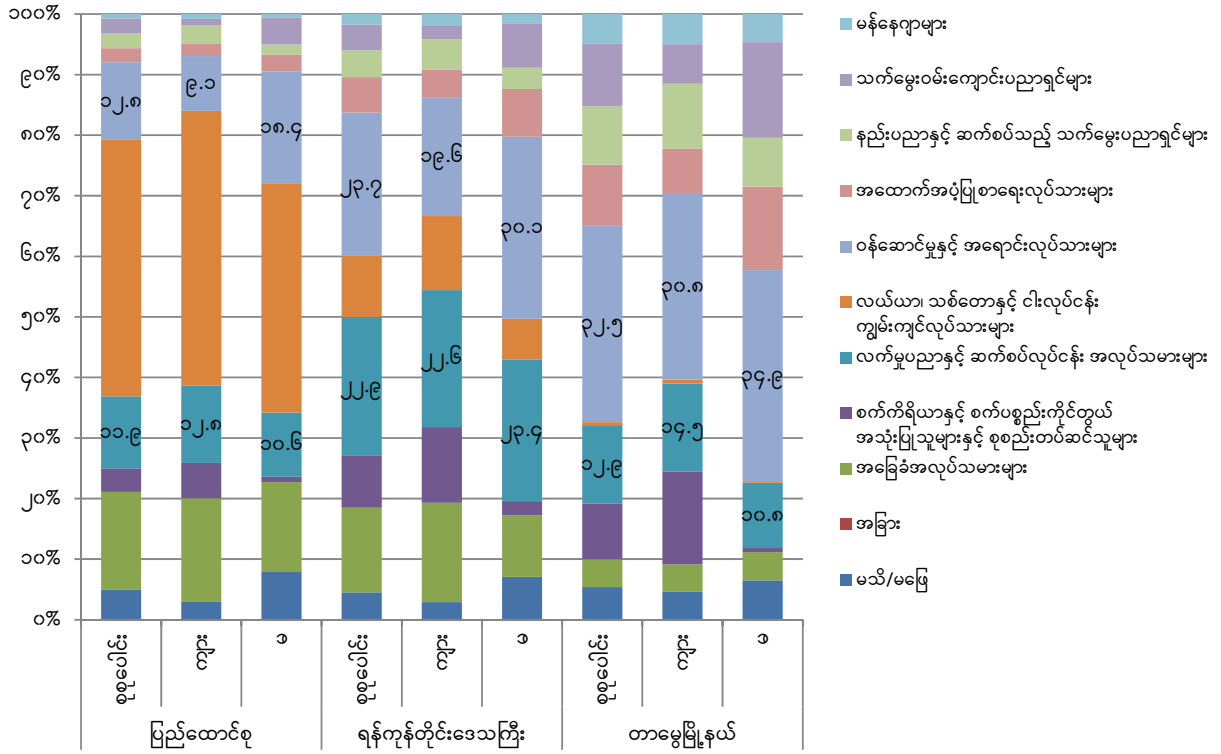 ၁၀၀%
၉၀%
၈၀%
၇၀%
၆၀%
၅၀%
၄၀%
၃၀%
၂၀%
၁၀%
၀%
၁၂.၈
၁၁.၉
၉.၁
၁၂.၈
၁၈.၄
၁၀.၆
၂၃.၇
၂၂.၉
၁၉.၆
၂၂.၆
၃၀.၁
၂၃.၄
၃၂.၅
၁၂.၉
၃၀.၈
၁၄.၅
၃၄.၉
၁၀.၈
စုစုပေါင်း
ကျား
မ
စုစုပေါင်း
ကျား
မ
စုစုပေါင်း
ကျား
မ
ပြည်ထောင်စု
ရန်ကုန်တိုင်းဒေသကြီး
တာမွေမြို့နယ်
မန်နေဂျာများ
သက်မွေးဝမ်းကျောင်းပညာရှင်များ
နည်းပညာနှင့် ဆက်စပ်သည့် သက်မွေးပညာရှင်များ
အထောက်အပံ့ပြုစာရေးလုပ်သားများ
ဝန်ဆောင်မှုနှင့် အရောင်းလုပ်သားများ
လယ်ယာ၊ သစ်တောနှင့် ငါးလုပ်ငန်း
ကျွမ်းကျင်လုပ်သားများ
လက်မှုပညာနှင့် ဆက်စပ်လုပ်ငန်း အလုပ်သမားများ
စက်ကိရိယာနှင့် စက်ပစ္စည်းကိုင်တွယ်
အသုံးပြုသူများနှင့် စုစည်းတပ်ဆင်သူများ
အခြေခံအလုပ်သမားများ
အခြား
မသိ/မဖြေ